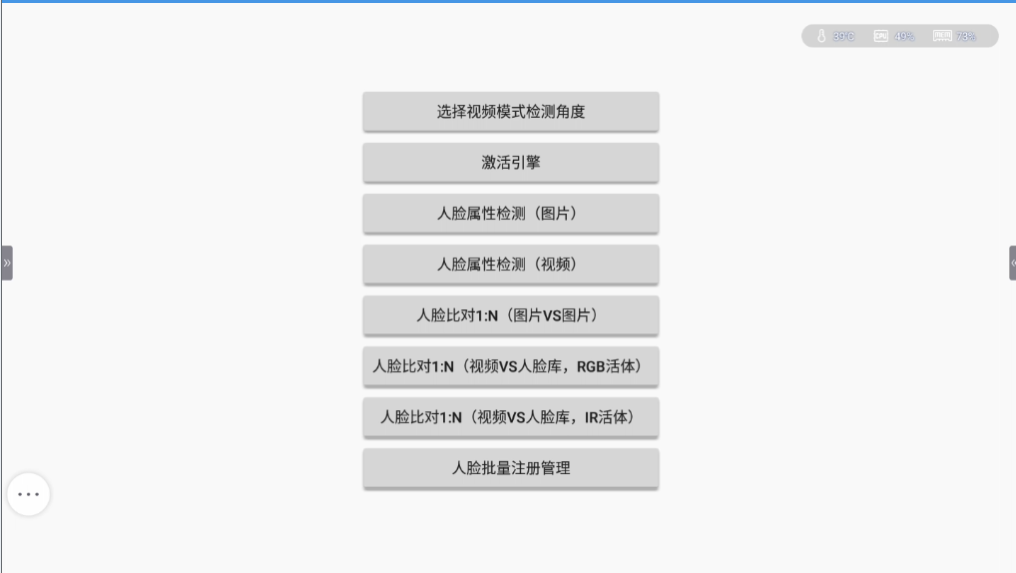 39°C 49% 73%
选择视频模式检测角度
激活引擎
人脸属性检测（图片）
人脸属性检测（视频）
人脸比对1:N（图片VS图片）
人脸比对1:N（视频VS人脸库，RGB活体）
人脸比对1:N（视频VS人脸库，IR活体）
人脸批量注册管理